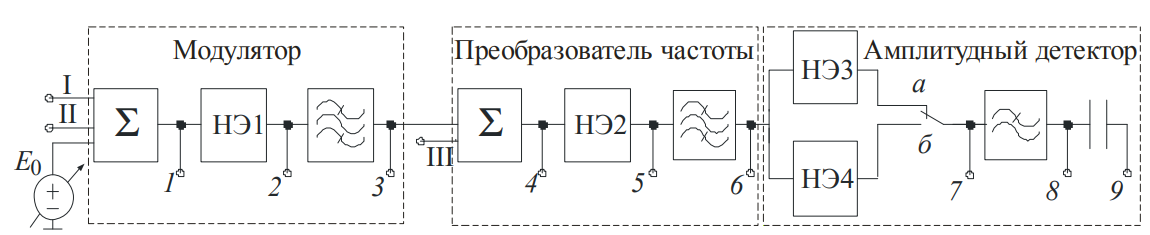 Модулятор
Преобразователь частоты
Амплитудный детектор
I
II
E0
Σ
НЭ1
III
Σ
НЭ2
НЭ3
НЭ4
а
б
1
2
3
4
5
6
7
8
9